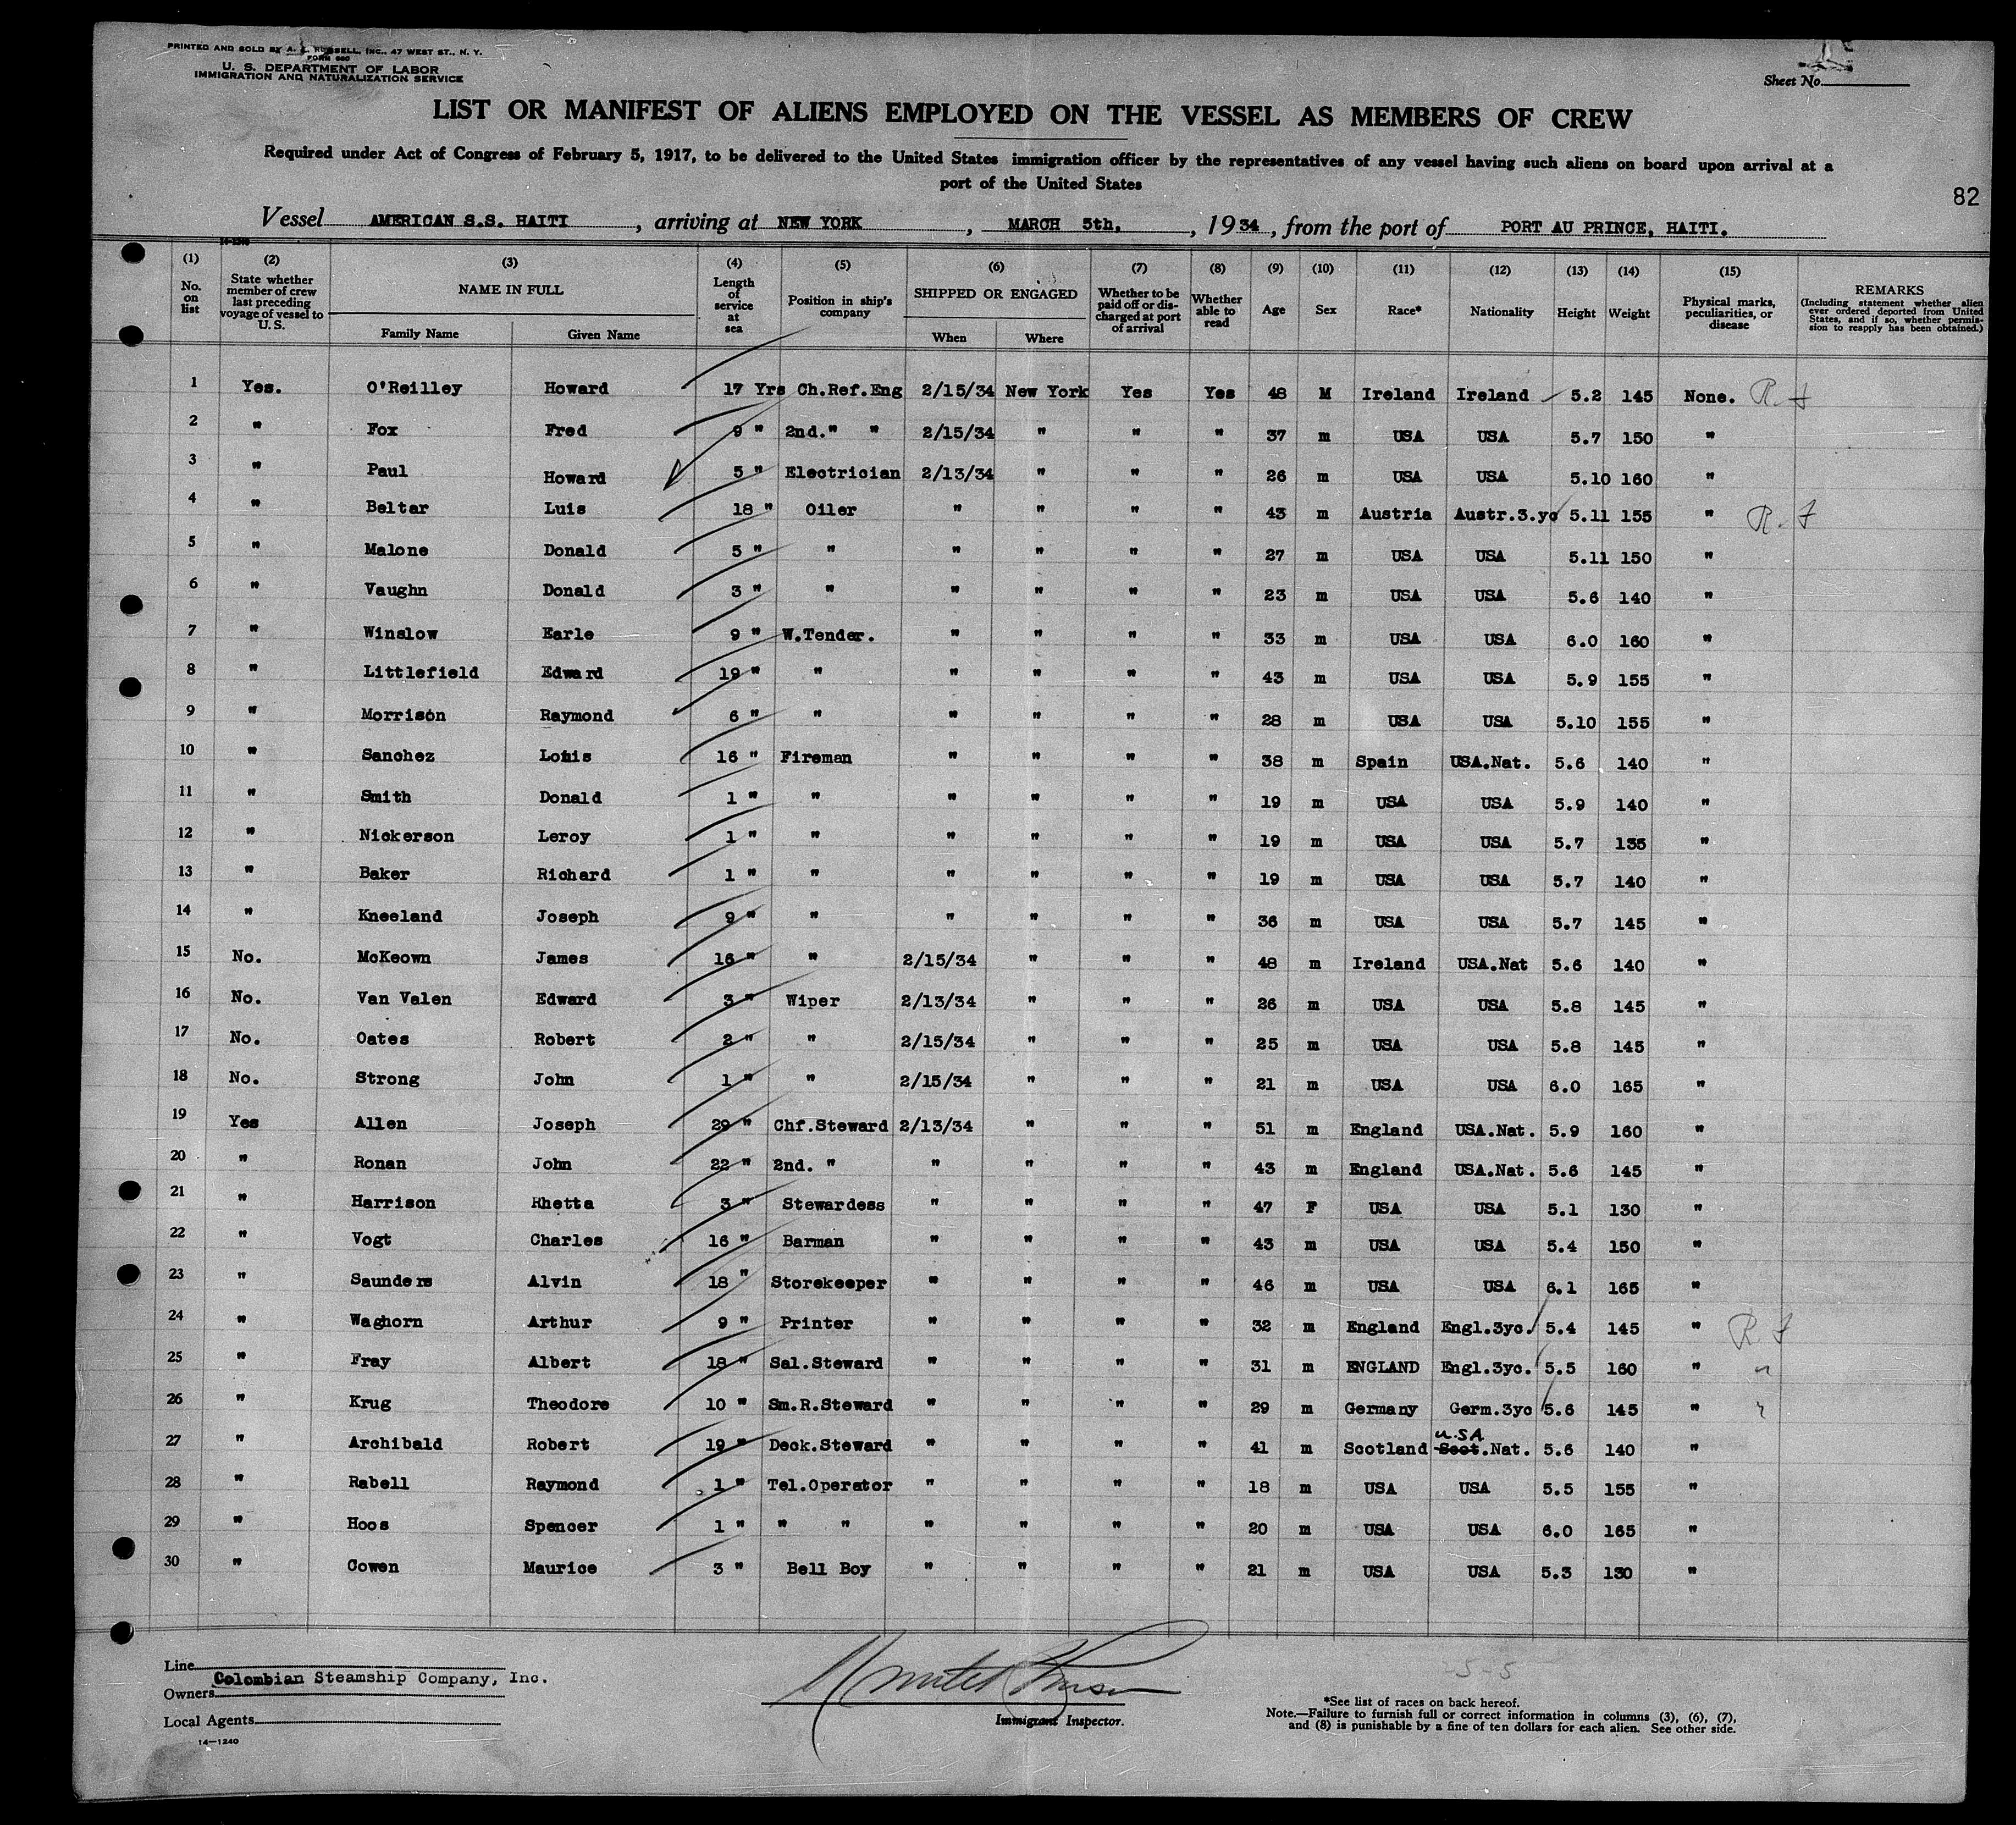 PRINTED AND SOLD BY A. L. RUSSELL, INC., 47 WEST ST., N. Y.
FORM 680
U. S. DEPARTMENT OF LABOR
IMMIGRATION AND NATURALIZATION SERVICE
Sheet No.
LIST OR MANIFEST OF ALIENS EMPLOYED ON THE VESSEL AS MEMBERS OF CREW
Required under Act of Congress of February 5, 1917, to be delivered to the United States immigration officer by the representatives of any vessel having such aliens on board upon arrival at a
port of the United States
82
Vessel AMERICAN S.S. HAITI, arriving at NEW YORK, MARCH 5th, 1934, from the port of PORT AU PRINCE, HAITI.
14-1240
(1) No. on list (2) State whether member of crew last preceding voyage of vessel to U. S. (3) NAME IN FULL Family Name Given Name (4) Length of service at sea (5) Position in ship's company (6) SHIPPED OR ENGAGED When Where (7) Whether to be paid off or discharged at port of arrival (8) Whether able to read (9) Age (10) Sex (11) Race* (12) Nationality (13) Height (14) Weight (15) Physical marks, peculiarities, or disease REMARKS (Including statement whether alien ever ordered deported from United States, and if so, whether permission to reapply has been obtained.)
1 Yes. O'Reilley Howard 17 Yrs Ch.Ref.Eng 2/15/34 New York Yes Yes 48 M Ireland Ireland 5.2 145 None. R.F
2 " Fox Fred 9 " 2nd." " 2/15/34 " " " 37 m USA USA 5.7 150 "
3 " Paul Howard 5 " Electrician 2/13/34 " " " 26 m USA USA 5.10 160 "
4 " Beltar Luis 18 " Oiler " " " " 43 m Austria Austr.3.yc 5.11 155 " R.F
5 " Malone Donald 5 " " " " " " 27 m USA USA 5.11 150 "
6 " Vaughn Donald 3 " " " " " " 23 m USA USA 5.6 140 "
7 " Winslow Earle 9 " W.Tender. " " " " 33 m USA USA 6.0 160 "
8 " Littlefield Edward 19 " " " " " " 43 m USA USA 5.9 155 "
9 " Morrison Raymond 6 " " " " " " 28 m USA USA 5.10 155 "
10 " Sanchez Louis 16 " Fireman " " " " 38 m Spain USA.Nat. 5.6 140 "
11 " Smith Donald 1 " " " " " " 19 m USA USA 5.9 140 "
12 " Nickerson Leroy 1 " " " " " " 19 m USA USA 5.7 135 "
13 " Baker Richard 1 " " " " " " 19 m USA USA 5.7 140 "
14 " Kneeland Joseph 9 " " " " " " 36 m USA USA 5.7 145 "
15 No. McKeown James 16 " " 2/15/34 " " " 48 m Ireland USA.Nat 5.6 140 "
16 No. Van Valen Edward 3 " Wiper 2/13/34 " " " 26 m USA USA 5.8 145 "
17 No. Oates Robert 2 " " 2/15/34 " " " 25 m USA USA 5.8 145 "
18 No. Strong John 1 " " 2/15/34 " " " 21 m USA USA 6.0 165 "
19 Yes Allen Joseph 29 " Chf.Steward 2/13/34 " " " 51 m England USA.Nat. 5.9 160 "
20 " Ronan John 22 " 2nd. " " " " " 43 m England USA.Nat. 5.6 145 "
21 " Harrison Rhetta 3 " Stewardess " " " " 47 F USA USA 5.1 130 "
22 " Vogt Charles 16 " Barman " " " " 43 m USA USA 5.4 150 "
23 " Saunders Alvin 18 " Storekeeper " " " " 46 m USA USA 6.1 165 "
24 " Waghorn Arthur 9 " Printer " " " " 32 m England Engl.3yc. 5.4 145 " R.F
25 " Fray Albert 18 " Sal.Steward " " " " 31 m ENGLAND Engl.3yc. 5.5 160 " "
26 " Krug Theodore 10 " Sm.R.Steward " " " " 29 m Germany Germ.3yc 5.6 145 " "
27 " Archibald Robert 19 " Deck.Steward " " " " 41 m Scotland U.SA Scot.Nat. 5.6 140 "
28 " Rabell Raymond 1 " Tel.Operator " " " " 18 m USA USA 5.5 155 "
29 " Hoos Spencer 1 " " " " " " " 20 m USA USA 6.0 165 "
30 " Cowen Maurice 3 " Bell Boy " " " " 21 m USA USA 5.3 130 "
Line
Colombian Steamship Company, Inc.
Owners
Local Agents
14-1240
Immigrant Inspector.
*See list of races on back hereof.
Note.—Failure to furnish full or correct information in columns (3), (6), (7),
and (8) is punishable by a fine of ten dollars for each alien. See other side.